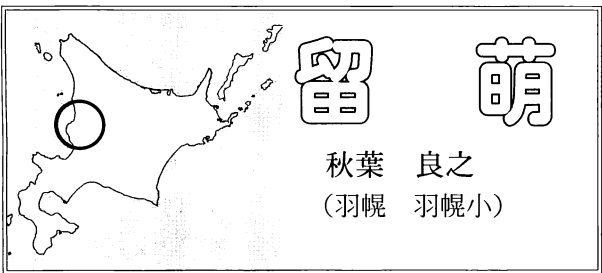 留　萌
秋葉　良之
（羽幌　羽幌小）